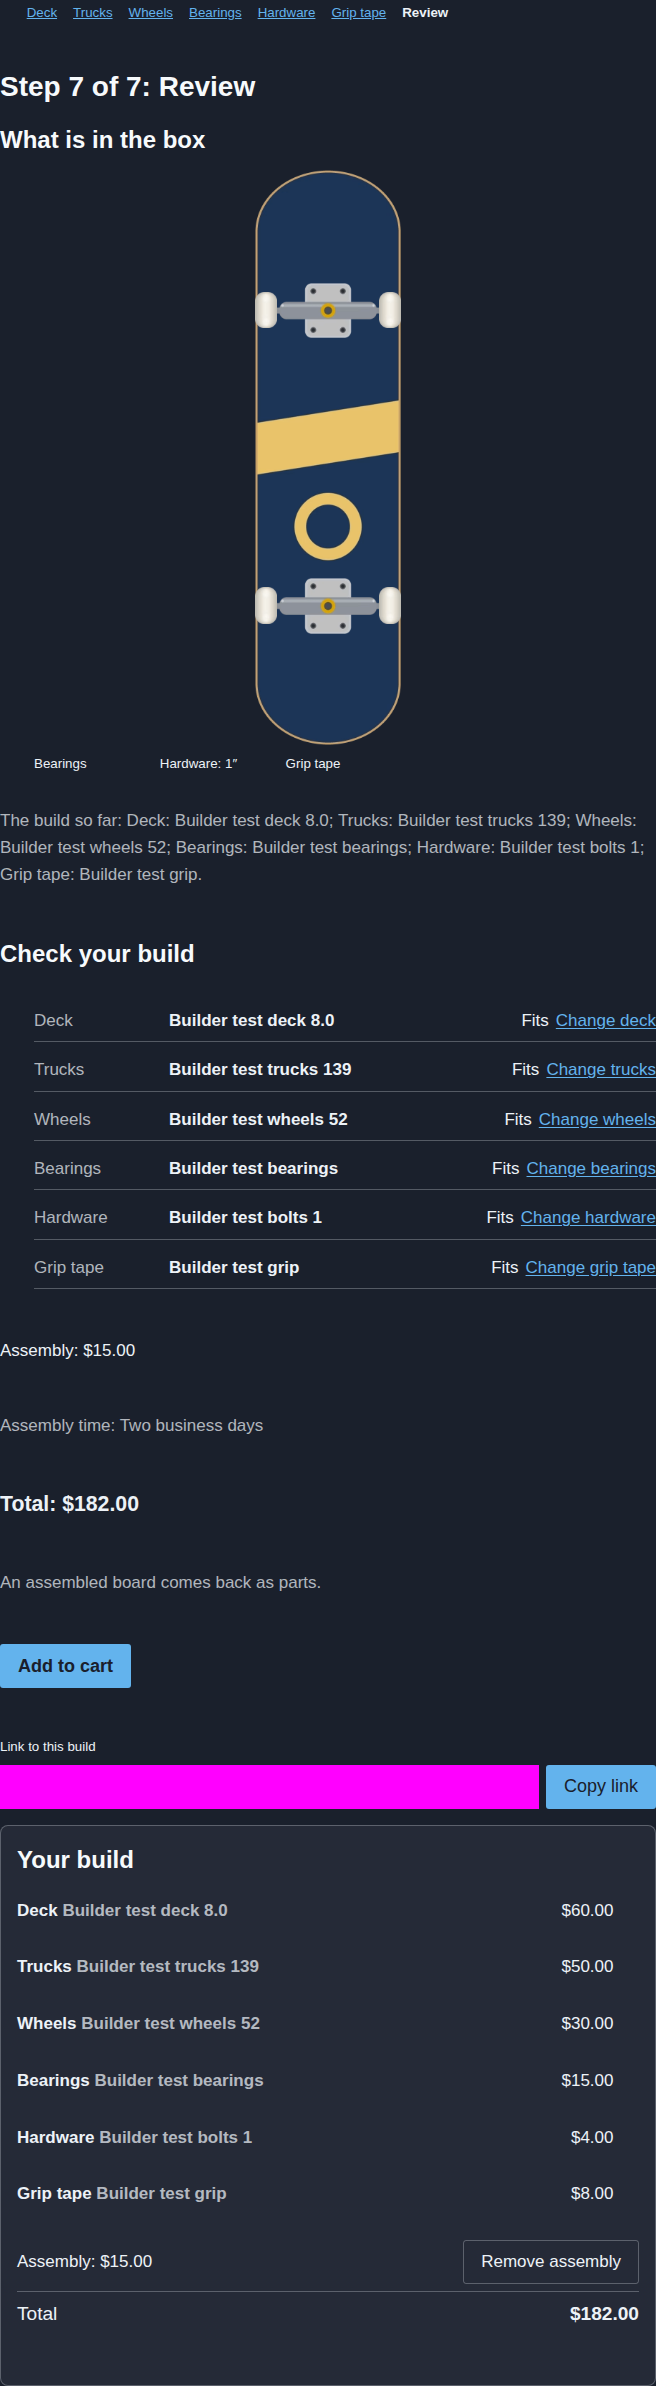 Deck Trucks Wheels Bearings Hardware Grip tape Review
Step 7 of 7: Review
What is in the box
Bearings Hardware: 1″ Grip tape
The build so far: Deck: Builder test deck 8.0; Trucks: Builder test trucks 139; Wheels:
Builder test wheels 52; Bearings: Builder test bearings; Hardware: Builder test bolts 1;
Grip tape: Builder test grip.
Check your build
Deck Builder test deck 8.0 Fits Change deck
Trucks Builder test trucks 139 Fits Change trucks
Wheels Builder test wheels 52 Fits Change wheels
Bearings Builder test bearings Fits Change bearings
Hardware Builder test bolts 1 Fits Change hardware
Grip tape Builder test grip Fits Change grip tape
Assembly: $15.00
Assembly time: Two business days
Total: $182.00
An assembled board comes back as parts.
Add to cart
Link to this build
Copy link
Your build
Deck Builder test deck 8.0 $60.00
Trucks Builder test trucks 139 $50.00
Wheels Builder test wheels 52 $30.00
Bearings Builder test bearings $15.00
Hardware Builder test bolts 1 $4.00
Grip tape Builder test grip $8.00
Assembly: $15.00 Remove assembly
Total $182.00